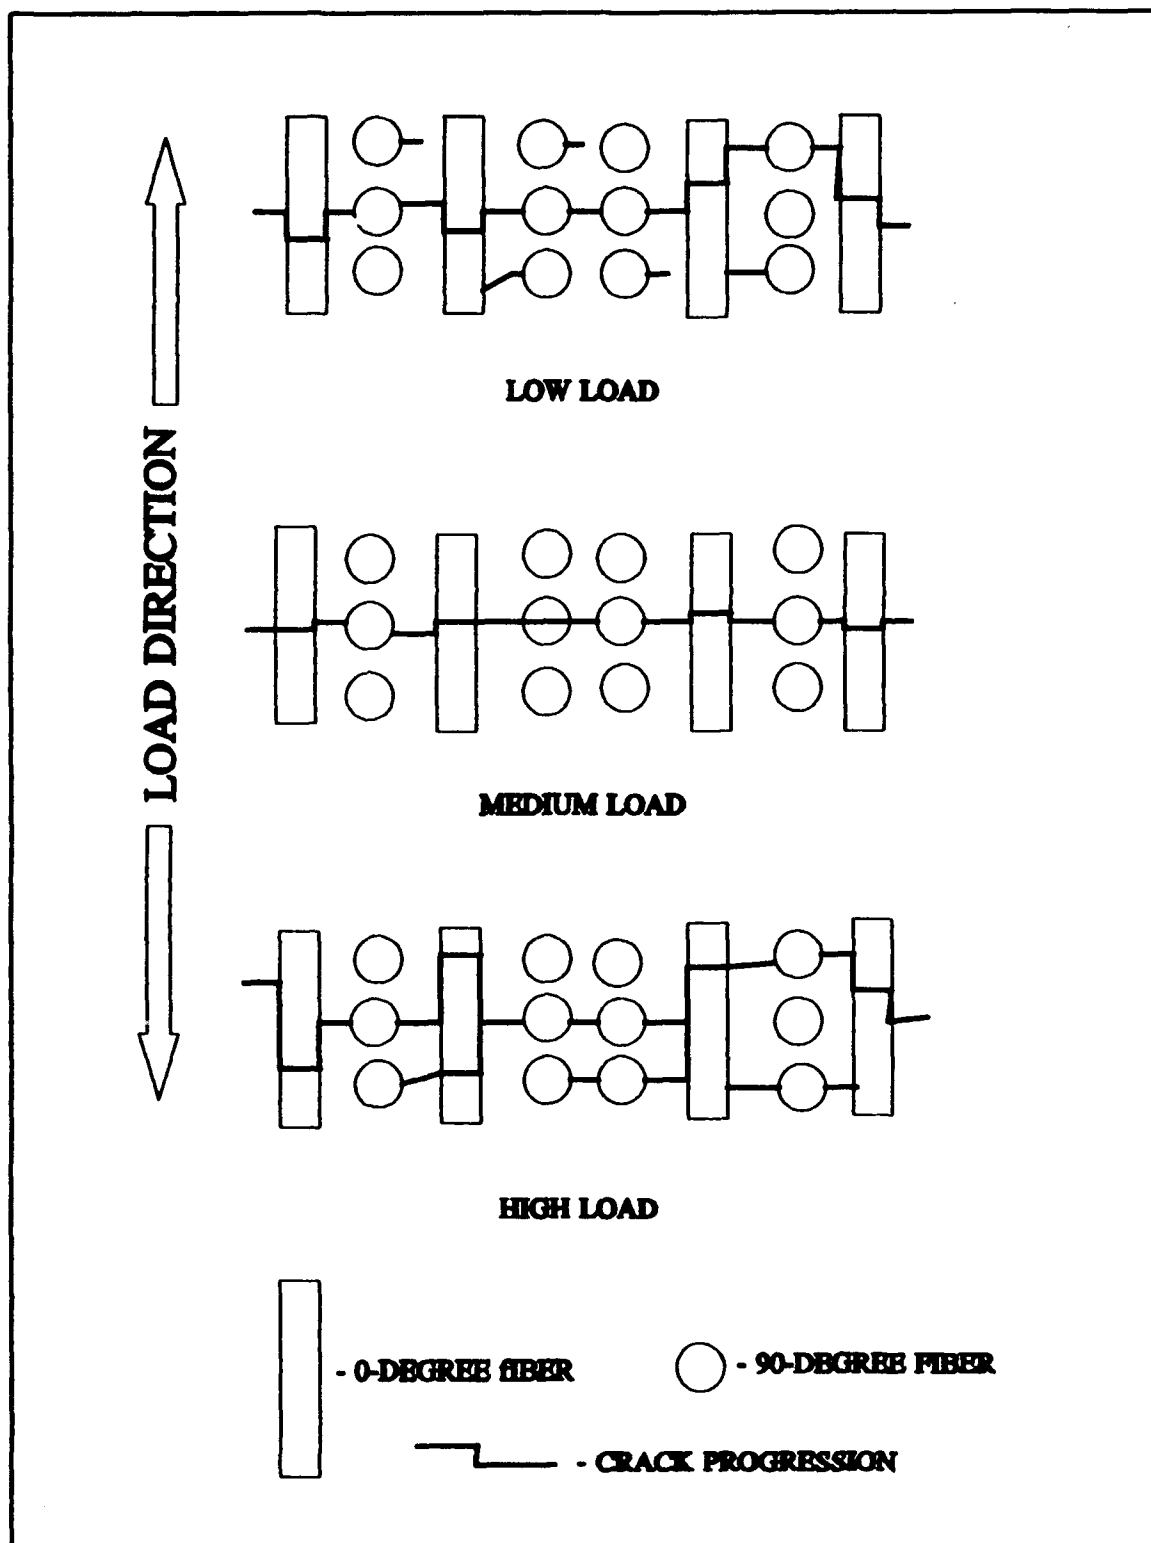 LOW LOAD
LOAD DIRECTION
MEDIUM LOAD
HIGH LOAD
- 0-DEGREE fIBER
- 90-DEGREE FIBER
- CRACK PROGRESSION